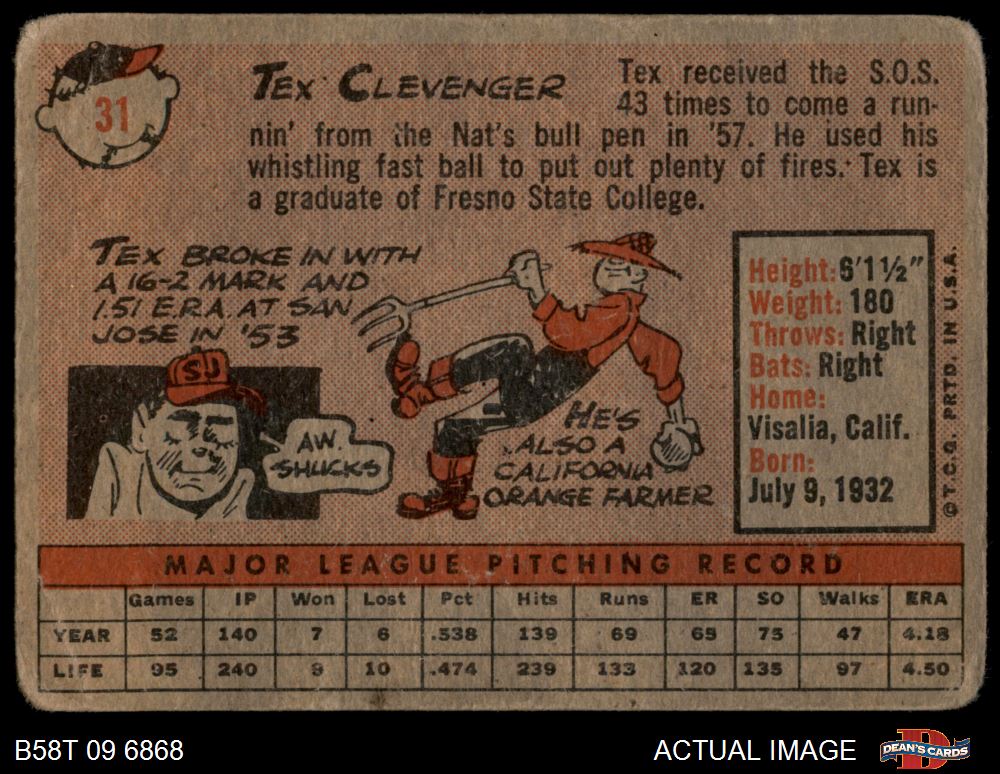 31
TEX CLEVENGER
Tex received the S.O.S.
43 times to come a run-
nin' from the Nat's bull pen in '57. He used his
whistling fast ball to put out plenty of fires. Tex is
a graduate of Fresno State College.
TEX BROKE IN WITH
A 16-2 MARK AND
1.51 E.R.A. AT SAN
JOSE IN '53
SJ
AW
SHUCKS
HE'S
ALSO A
CALIFORNIA
ORANGE FARMER
Height: 6'1½"
Weight: 180
Throws: Right
Bats: Right
Home:
Visalia, Calif.
Born:
July 9, 1932
© T.C.G. PRTD. IN U.S.A.
MAJOR LEAGUE PITCHING RECORD
Games IP Won Lost Pct Hits Runs ER SO Walks ERA
YEAR 52 140 7 6 .538 139 69 65 75 47 4.18
LIFE 95 240 9 10 .474 239 133 120 135 97 4.50
B58T 09 6868
ACTUAL IMAGE
DEAN'S CARDS